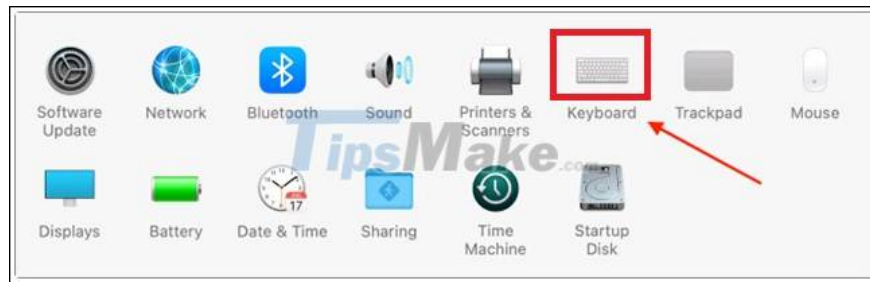 Software
Update
Network
Bluetooth
Sound
Printers &
Scanners
Keyboard
Trackpad
Mouse
TipsMake.com
Displays
Battery
JUL
17
Date & Time
Sharing
Time
Machine
Startup
Disk